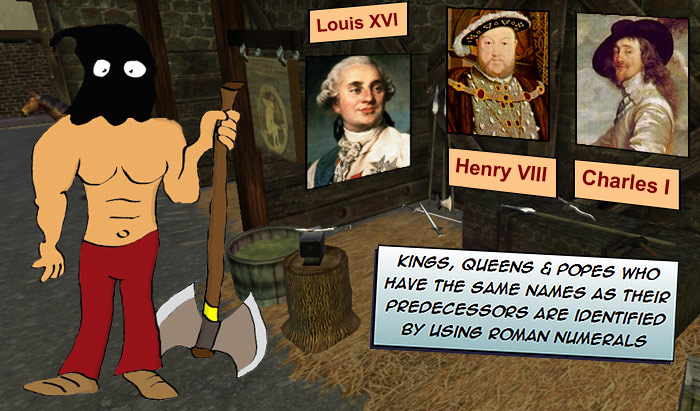 Louis XVI
Henry VIII
Charles I
KINGS, QUEENS & POPES WHO
HAVE THE SAME NAMES AS THEIR
PREDECESSORS ARE IDENTIFIED
BY USING ROMAN NUMERALS